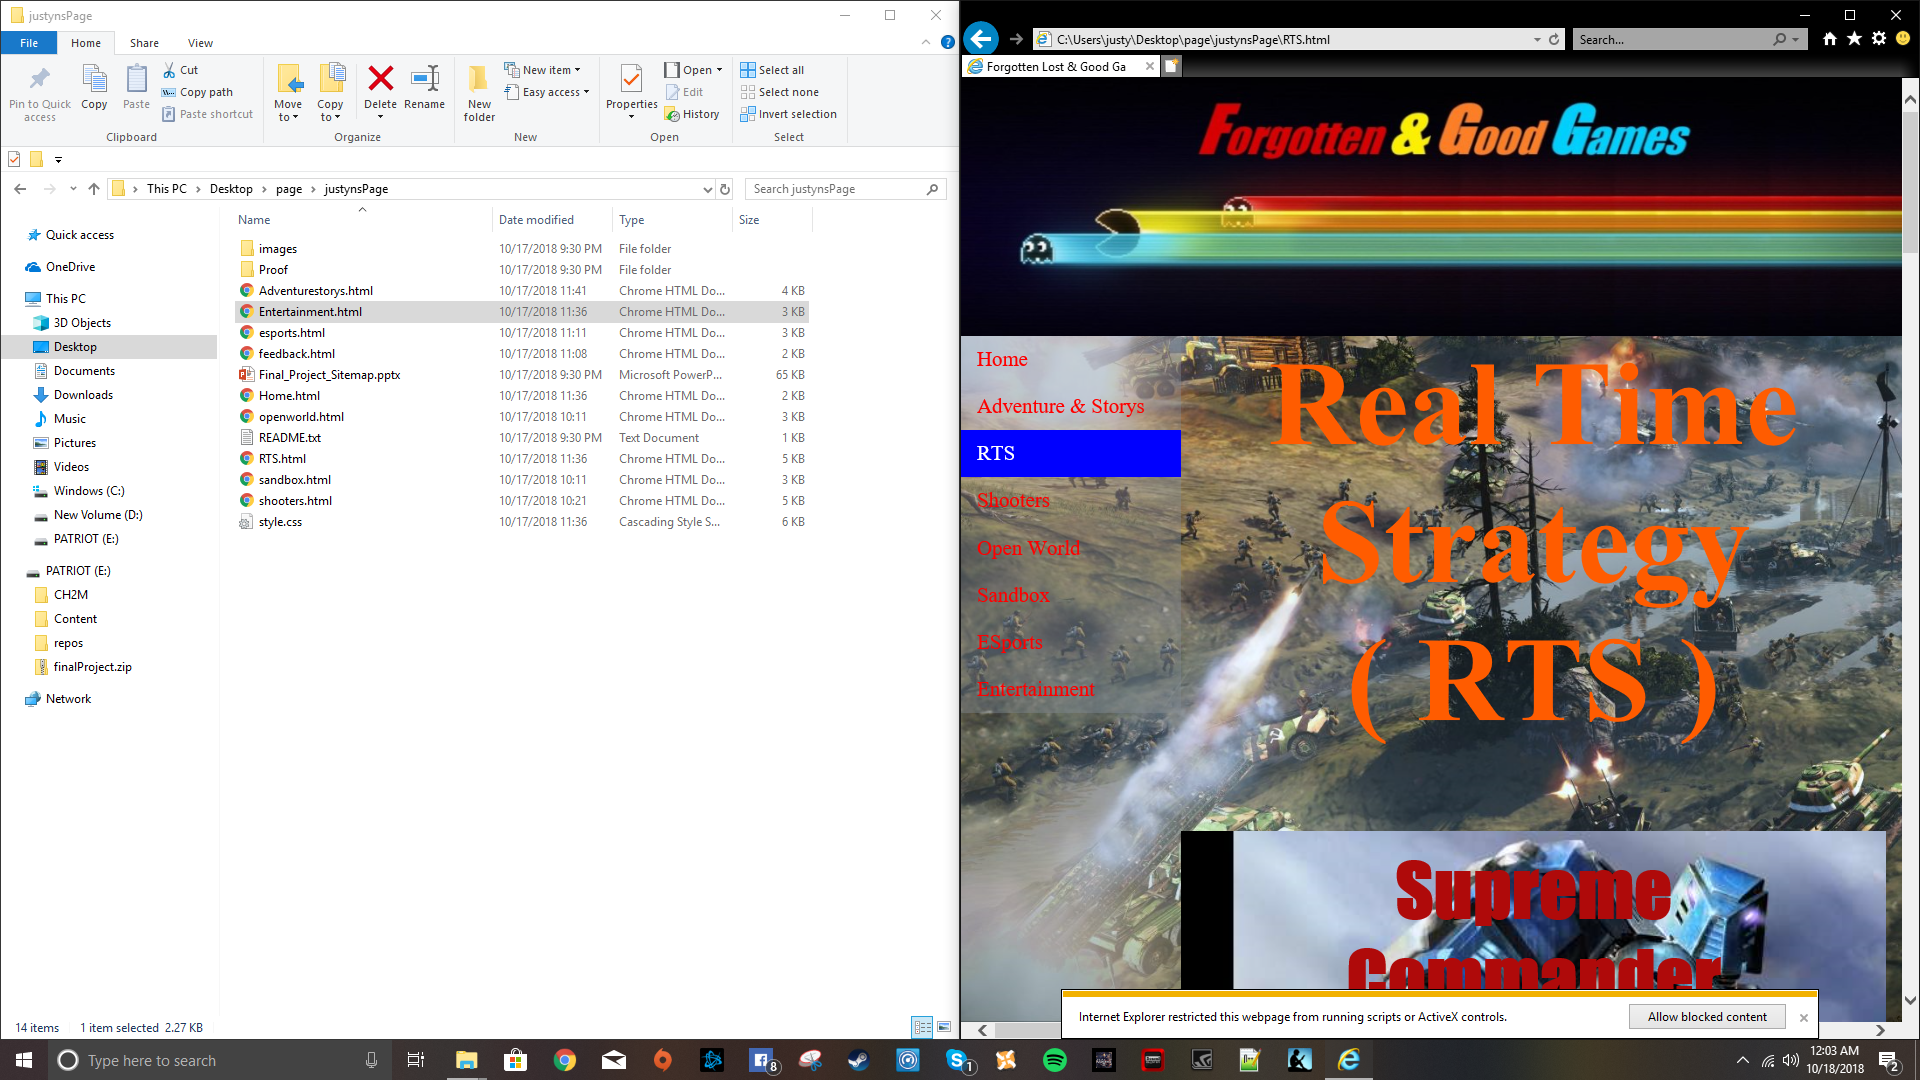 justynsPage
File
Home
Share
View
Pin to Quick access
Copy
Paste
Cut
Copy path
Paste shortcut
Clipboard
Move to
Copy to
Delete
Rename
Organize
New folder
New item
Easy access
New
Properties
Open
Edit
History
Open
Select all
Select none
Invert selection
Select
This PC > Desktop > page > justynsPage
Search justynsPage
Quick access
OneDrive
This PC
3D Objects
Desktop
Documents
Downloads
Music
Pictures
Videos
Windows (C:)
New Volume (D:)
PATRIOT (E:)
PATRIOT (E:)
CH2M
Content
repos
finalProject.zip
Network
Name Date modified Type Size
images 10/17/2018 9:30 PM File folder
Proof 10/17/2018 9:30 PM File folder
Adventurestorys.html 10/17/2018 11:41 Chrome HTML Do... 4 KB
Entertainment.html 10/17/2018 11:36 Chrome HTML Do... 3 KB
esports.html 10/17/2018 11:11 Chrome HTML Do... 3 KB
feedback.html 10/17/2018 11:08 Chrome HTML Do... 2 KB
Final_Project_Sitemap.pptx 10/17/2018 9:30 PM Microsoft PowerP... 65 KB
Home.html 10/17/2018 11:36 Chrome HTML Do... 2 KB
openworld.html 10/17/2018 10:11 Chrome HTML Do... 3 KB
README.txt 10/17/2018 9:30 PM Text Document 1 KB
RTS.html 10/17/2018 11:36 Chrome HTML Do... 5 KB
sandbox.html 10/17/2018 10:11 Chrome HTML Do... 3 KB
shooters.html 10/17/2018 10:21 Chrome HTML Do... 5 KB
style.css 10/17/2018 11:36 Cascading Style S... 6 KB
14 items 1 item selected 2.27 KB
C:\Users\justy\Desktop\page\justynsPage\RTS.html
Search...
Forgotten Lost & Good Ga
Forgotten & Good Games
Home
Adventure & Storys
RTS
Shooters
Open World
Sandbox
ESports
Entertainment
Real Time
Strategy
( RTS )
Supreme
Commander
Internet Explorer restricted this webpage from running scripts or ActiveX controls.
Allow blocked content
Type here to search
8
1
12:03 AM
10/18/2018
2